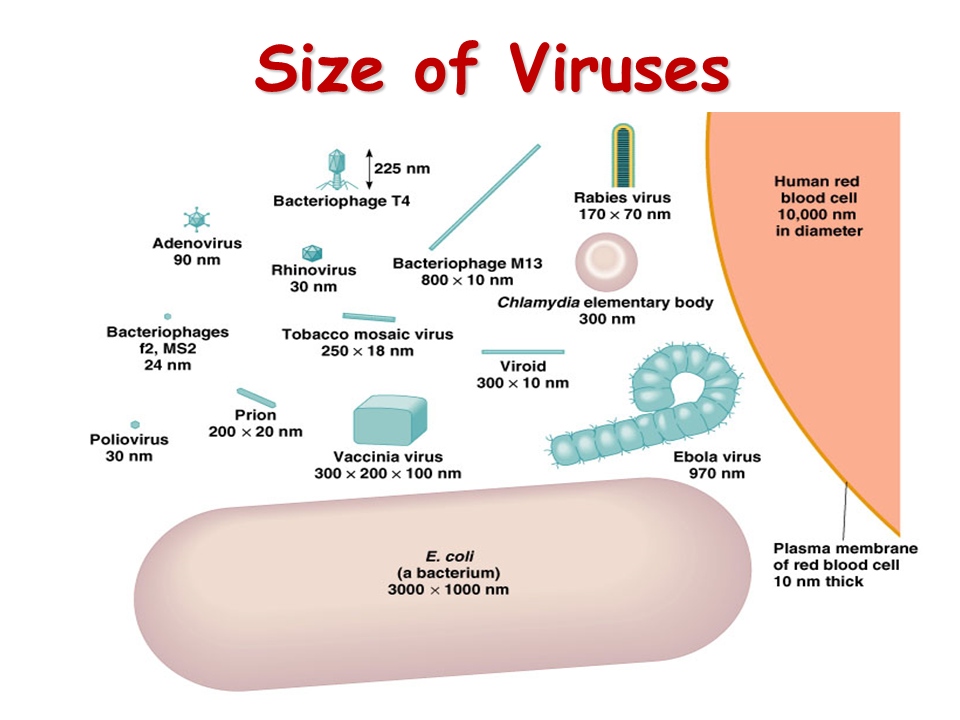 Size of Viruses
225 nm
Bacteriophage T4
Rabies virus
170 × 70 nm
Human red
blood cell
10,000 nm
in diameter
Adenovirus
90 nm
Rhinovirus
30 nm
Bacteriophage M13
800 × 10 nm
Chlamydia elementary body
300 nm
Bacteriophages
f2, MS2
24 nm
Tobacco mosaic virus
250 × 18 nm
Viroid
300 × 10 nm
Prion
200 × 20 nm
Poliovirus
30 nm
Vaccinia virus
300 × 200 × 100 nm
Ebola virus
970 nm
E. coli
(a bacterium)
3000 × 1000 nm
Plasma membrane
of red blood cell
10 nm thick